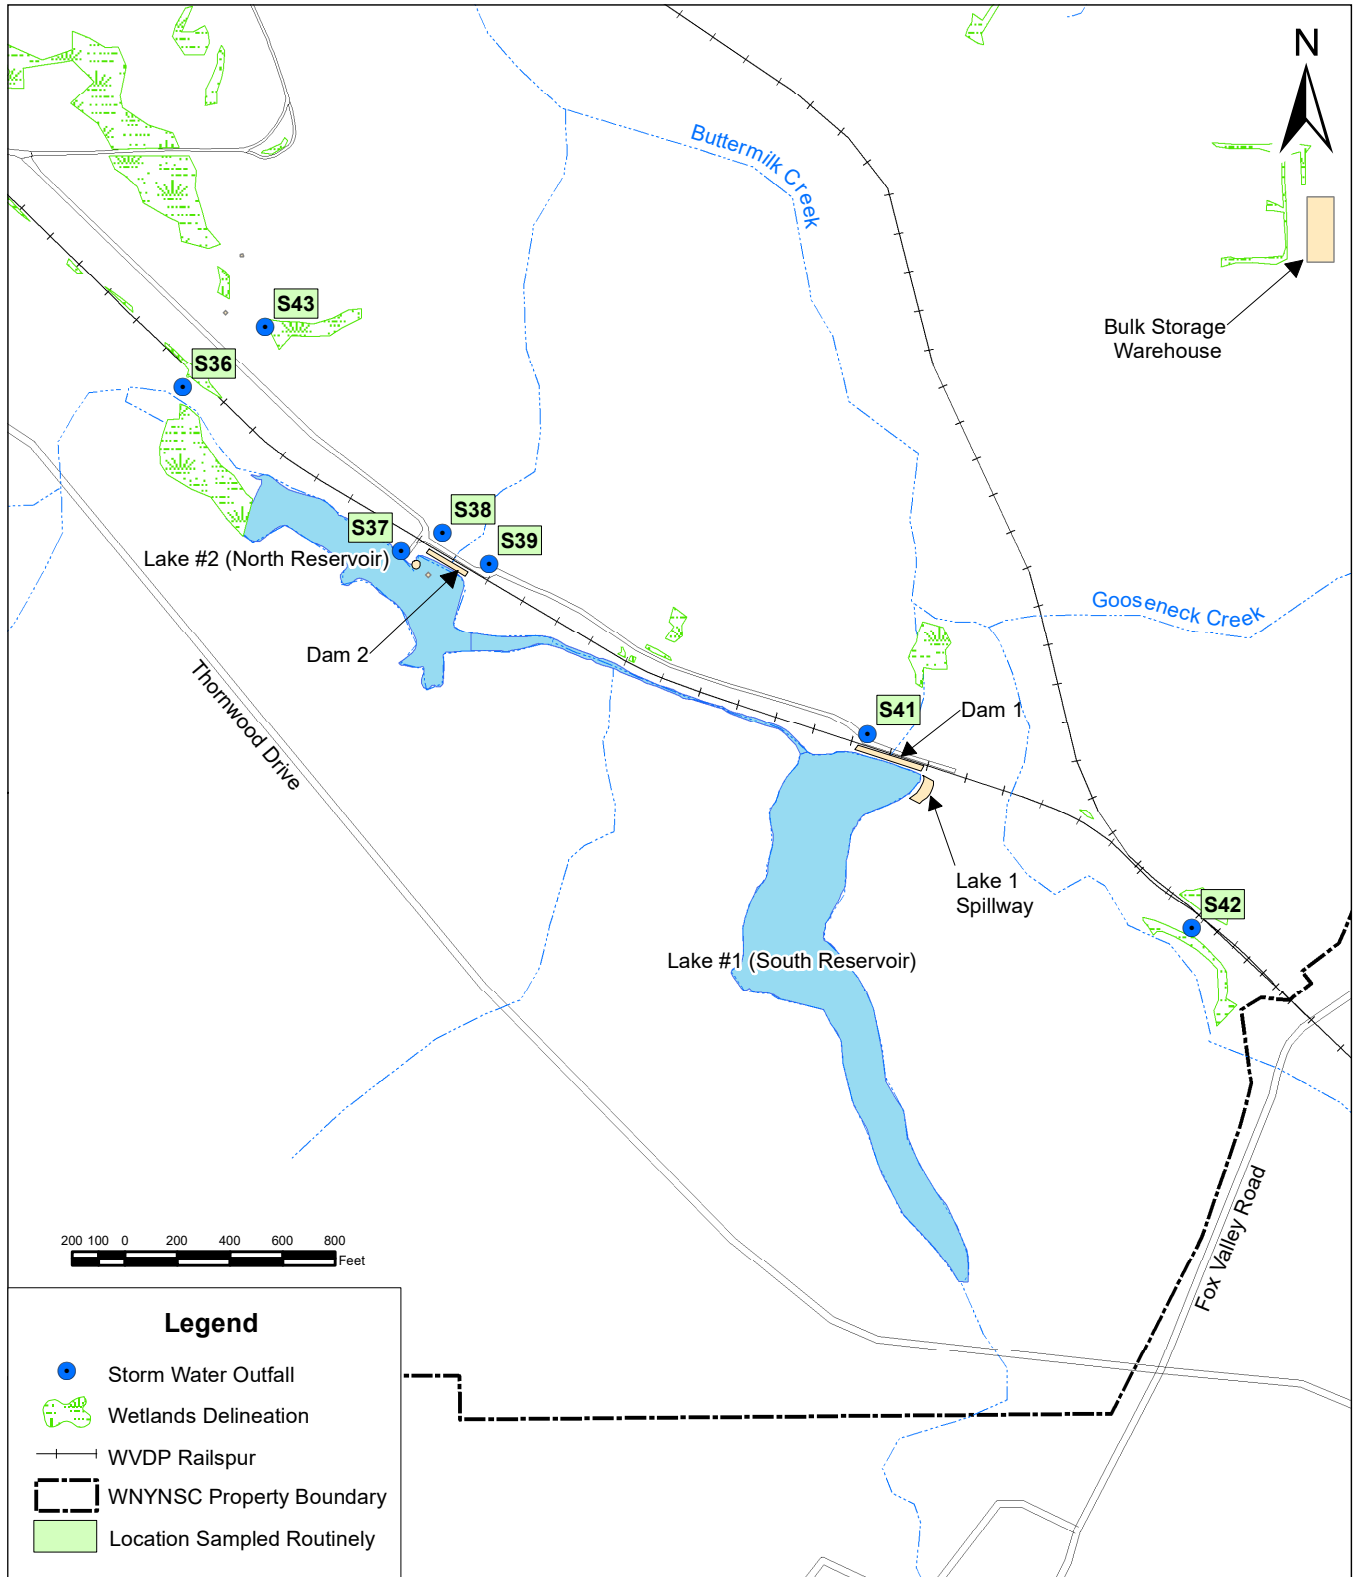 N
Buttermilk Creek
Bulk Storage
Warehouse
S43
S36
S38
S37
S39
Lake #2 (North Reservoir)
Gooseneck Creek
Dam 2
Thornwood Drive
S41
Dam 1
Lake 1
Spillway
S42
Lake #1 (South Reservoir)
Fox Valley Road
200 100 0 200 400 600 800
Feet
Legend
Storm Water Outfall
Wetlands Delineation
WVDP Railspur
WNYNSC Property Boundary
Location Sampled Routinely